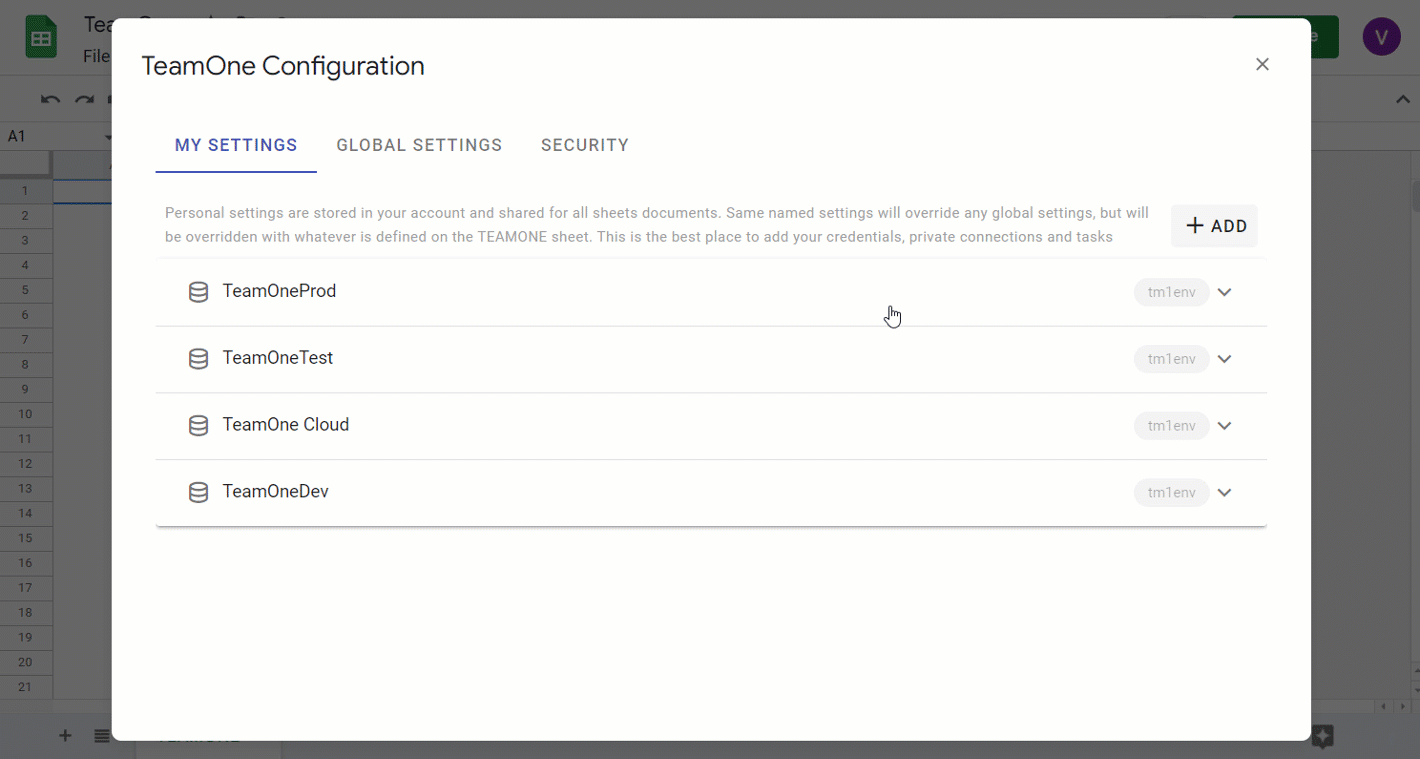 Tea
File
V
A1
TeamOne Configuration
MY SETTINGS GLOBAL SETTINGS SECURITY
Personal settings are stored in your account and shared for all sheets documents. Same named settings will override any global settings, but will
be overridden with whatever is defined on the TEAMONE sheet. This is the best place to add your credentials, private connections and tasks
ADD
TeamOneProd tm1env
TeamOneTest tm1env
TeamOne Cloud tm1env
TeamOneDev tm1env
1
2
3
4
5
6
7
8
9
10
11
12
13
14
15
16
17
18
19
20
21